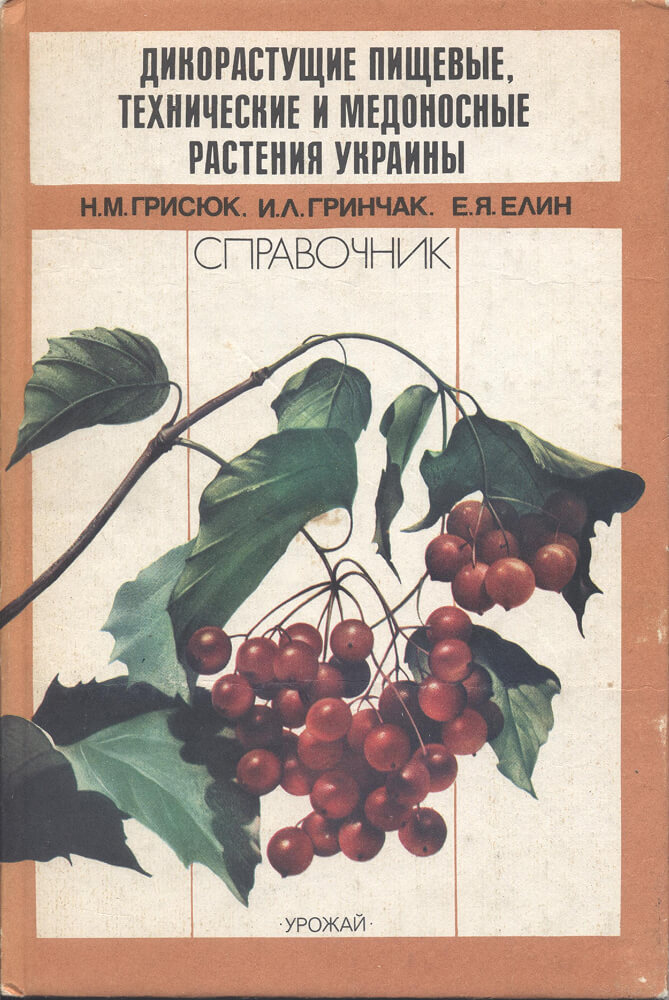 ДИКОРАСТУЩИЕ ПИЩЕВЫЕ,
ТЕХНИЧЕСКИЕ И МЕДОНОСНЫЕ
РАСТЕНИЯ УКРАИНЫ
Н.М.ГРИСЮК. И.Л.ГРИНЧАК. Е.Я.ЕЛИН
СПРАВОЧНИК
·УРОЖАЙ·